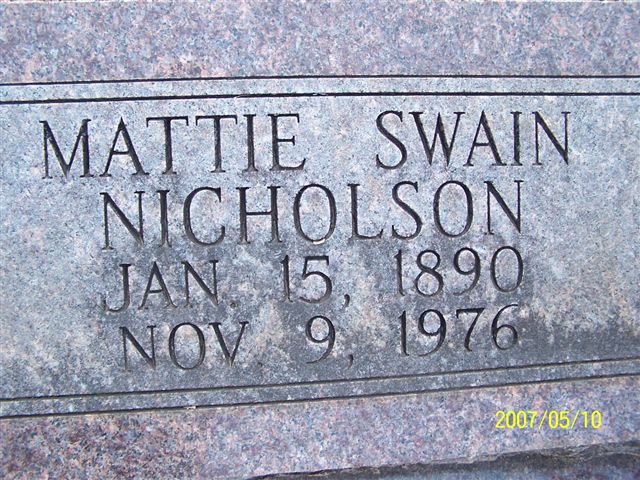 MATTIE SWAIN
NICHOLSON
JAN. 15, 1890
NOV. 9, 1976
2007/05/10